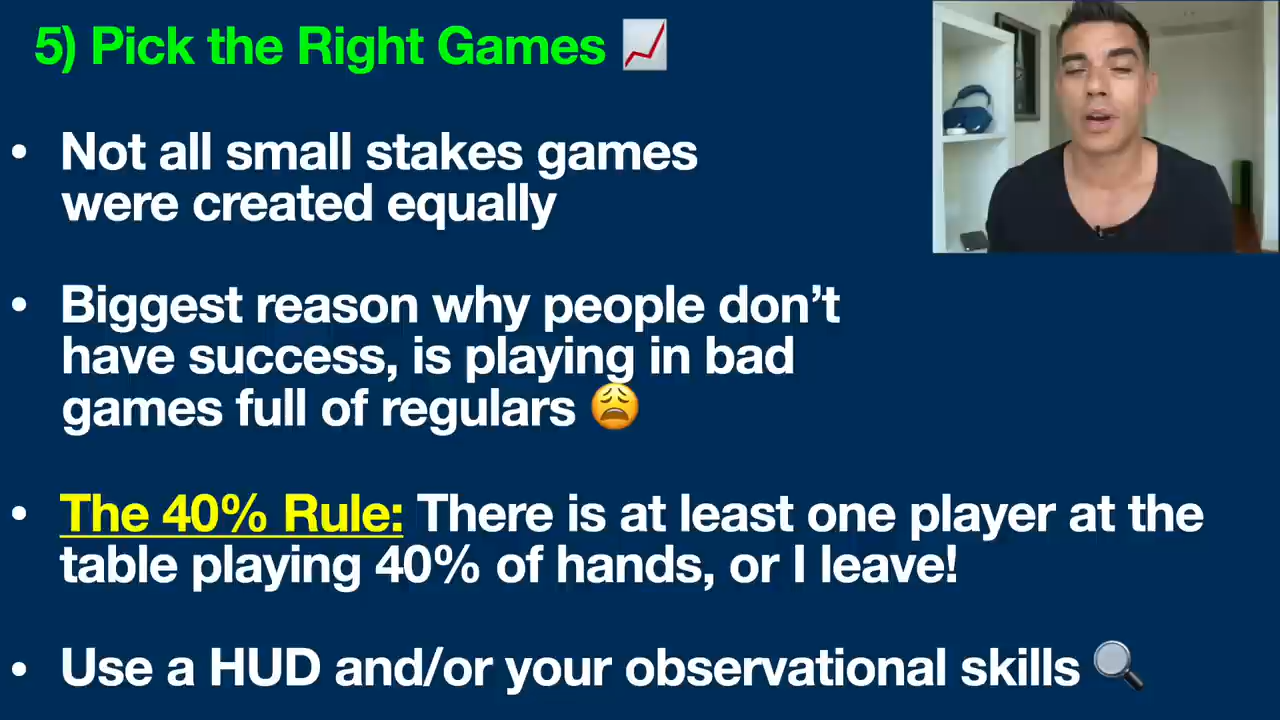 5) Pick the Right Games 📈
• Not all small stakes games
were created equally
• Biggest reason why people don’t
have success, is playing in bad
games full of regulars 😩
• The 40% Rule: There is at least one player at the
table playing 40% of hands, or I leave!
• Use a HUD and/or your observational skills 🔍